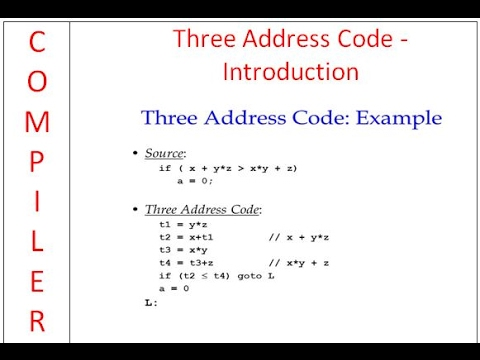 COMPILER
Three Address Code -
Introduction
Three Address Code: Example
• Source:
if ( x + y*z > x*y + z)
a = 0;
• Three Address Code:
t1 = y*z
t2 = x+t1 // x + y*z
t3 = x*y
t4 = t3+z // x*y + z
if (t2 ≤ t4) goto L
a = 0
L: